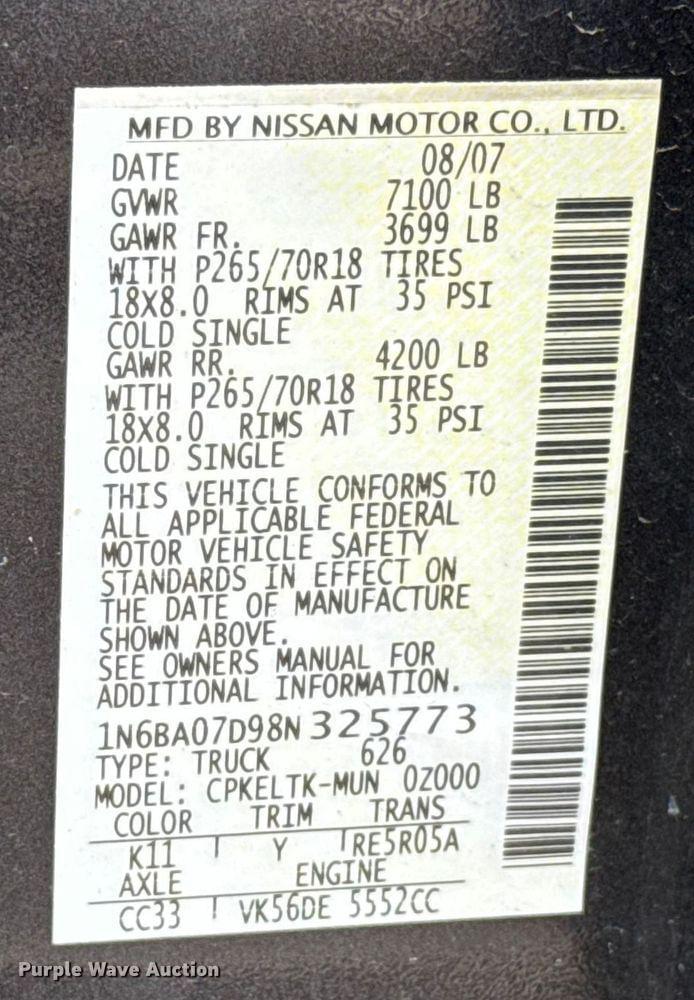 MFD BY NISSAN MOTOR CO., LTD.
DATE 08/07
GVWR 7100 LB
GAWR FR. 3699 LB
WITH P265/70R18 TIRES
18X8.0 RIMS AT 35 PSI
COLD SINGLE
GAWR RR. 4200 LB
WITH P265/70R18 TIRES
18X8.0 RIMS AT 35 PSI
COLD SINGLE
THIS VEHICLE CONFORMS TO
ALL APPLICABLE FEDERAL
MOTOR VEHICLE SAFETY
STANDARDS IN EFFECT ON
THE DATE OF MANUFACTURE
SHOWN ABOVE.
SEE OWNERS MANUAL FOR
ADDITIONAL INFORMATION.
1N6BA07D98N325773
TYPE: TRUCK 626
MODEL: CPKELTK-MUN 0Z000
COLOR TRIM TRANS
K11 Y RE5R05A
AXLE ENGINE
CC33 VK56DE 5552CC
Purple Wave Auction